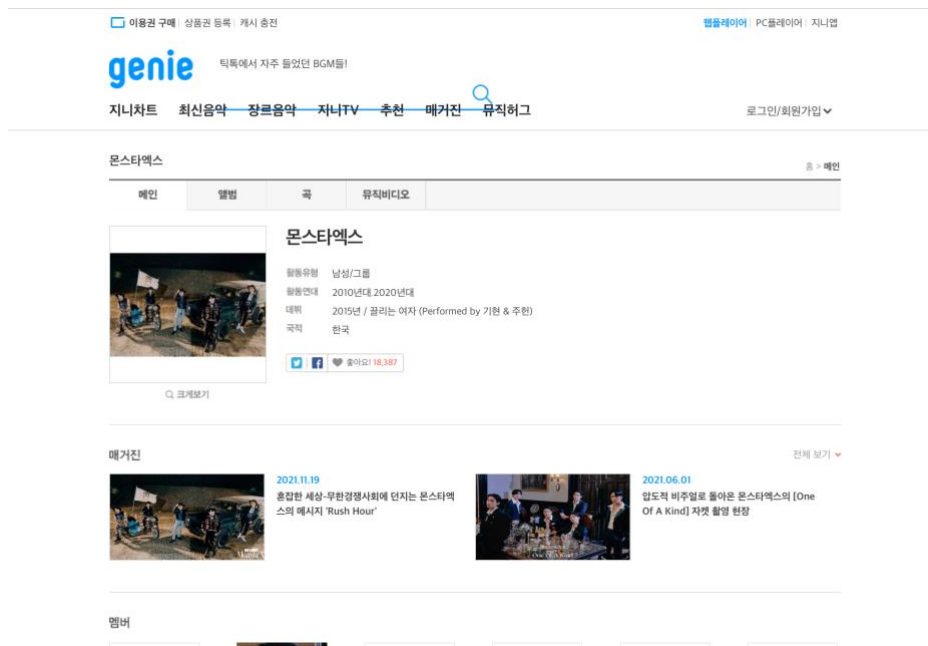 이용권 구매 상품권 등록 캐시 충전
웹플레이어 PC플레이어 지니앱
genie
틱톡에서 자주 들었던 BGM들!
지니차트 최신음악 장르음악 지니TV 추천 매거진 뮤직허그
로그인/회원가입
몬스타엑스
홈 > 메인
메인 앨범 곡 뮤직비디오
몬스타엑스
활동유형 남성/그룹
활동연대 2010년대.2020년대
데뷔 2015년 / 끌리는 여자 (Performed by 기현 & 주헌)
국적 한국
좋아요! 18,387
크게보기
매거진
전체 보기
2021.11.19
혼잡한 세상-무한경쟁사회에 던지는 몬스타엑
스의 메시지 'Rush Hour'
2021.06.01
압도적 비주얼로 돌아온 몬스타엑스의 [One
Of A Kind] 자켓 촬영 현장
One Of A Kind
멤버